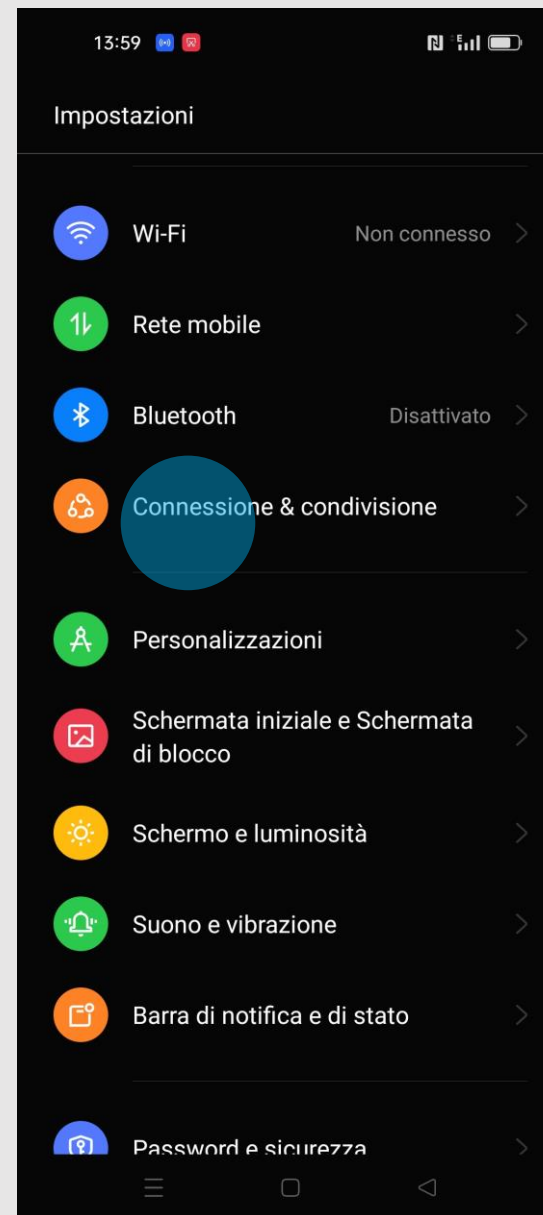 13:59
Impostazioni
Wi-Fi Non connesso
Rete mobile
Bluetooth Disattivato
Connessione & condivisione
Personalizzazioni
Schermata iniziale e Schermata
di blocco
Schermo e luminosità
Suono e vibrazione
Barra di notifica e di stato
Password e sicurezza